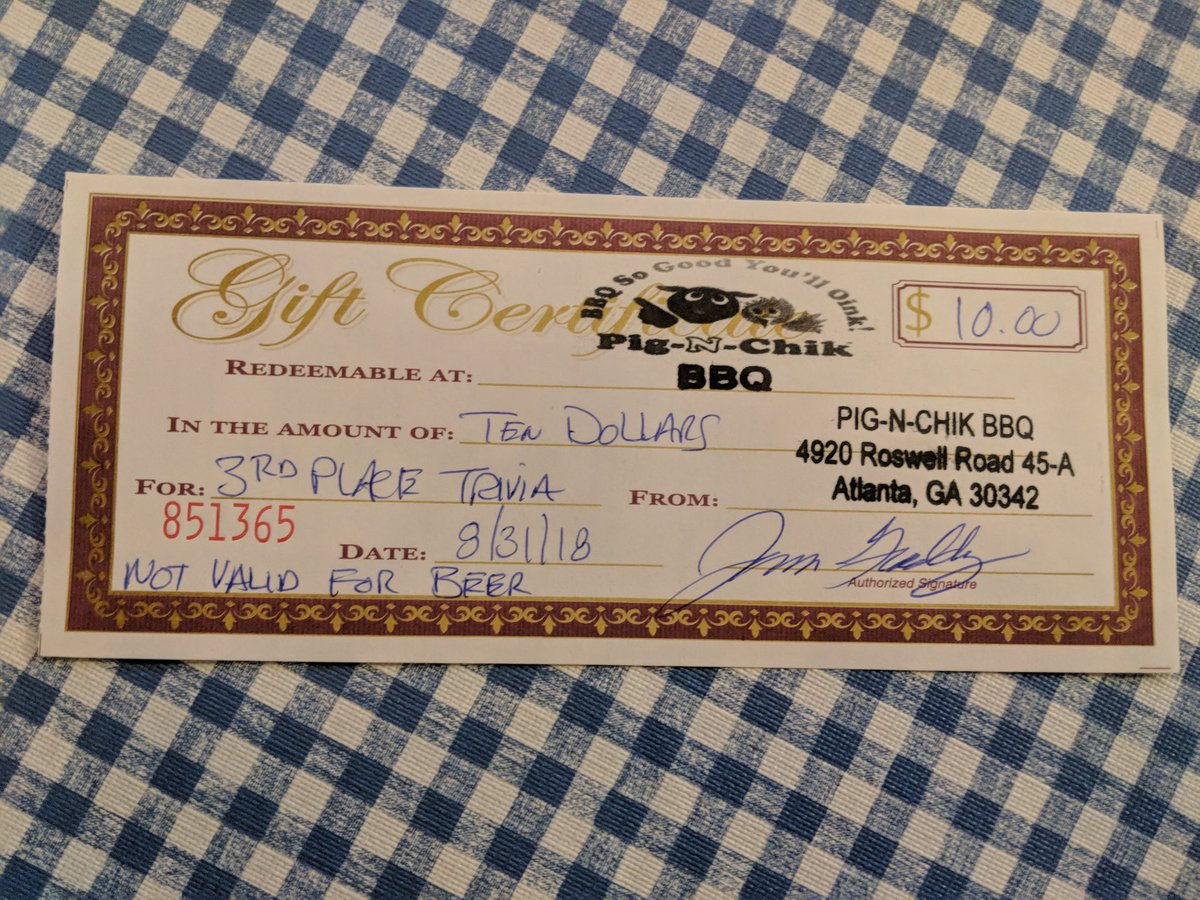 Gift Certificate
BBQ So Good You'll Oink!
Pig-N-Chik
BBQ
$ 10.00
REDEEMABLE AT:
IN THE AMOUNT OF: TEN DOLLARS
PIG-N-CHIK BBQ
4920 Roswell Road 45-A
Atlanta, GA 30342
FOR: 3RD PLACE TRIVIA
FROM:
851365
DATE: 8/31/18
Authorized Signature
NOT VALID FOR BEER